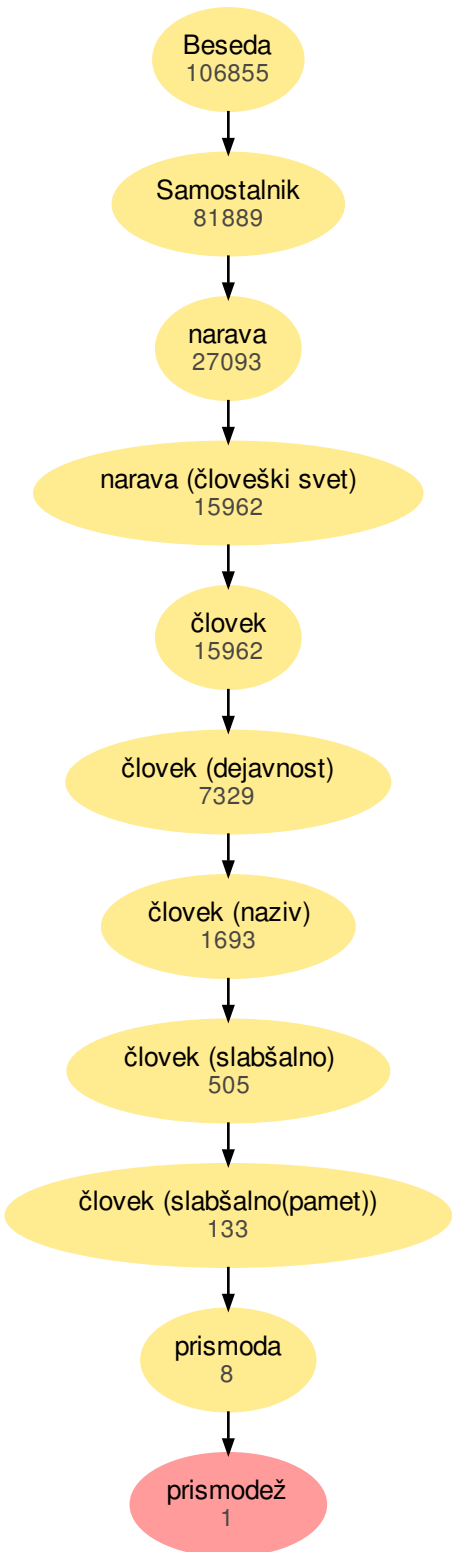 Beseda
106855
Samostalnik
81889
narava
27093
narava (človeški svet)
15962
človek
15962
človek (dejavnost)
7329
človek (naziv)
1693
človek (slabšalno)
505
človek (slabšalno(pamet))
133
prismoda
8
prismodež
1